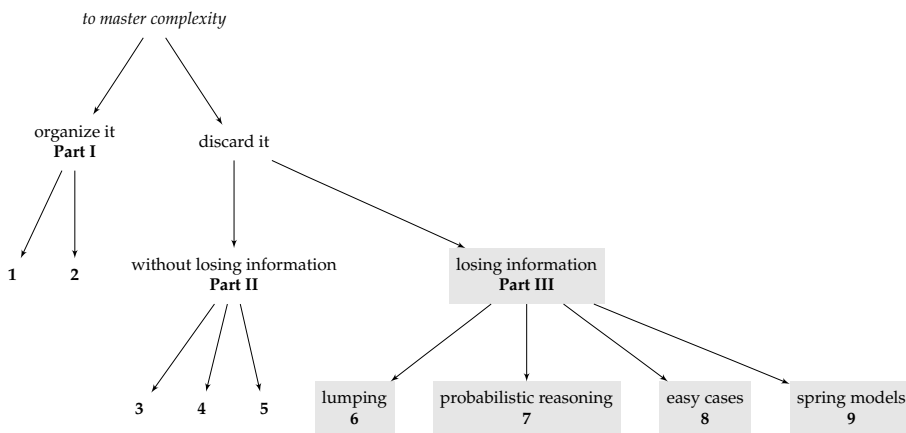 to master complexity
organize it
Part I
discard it
1
2
without losing information
Part II
losing information
Part III
3
4
5
lumping
6
probabilistic reasoning
7
easy cases
8
spring models
9